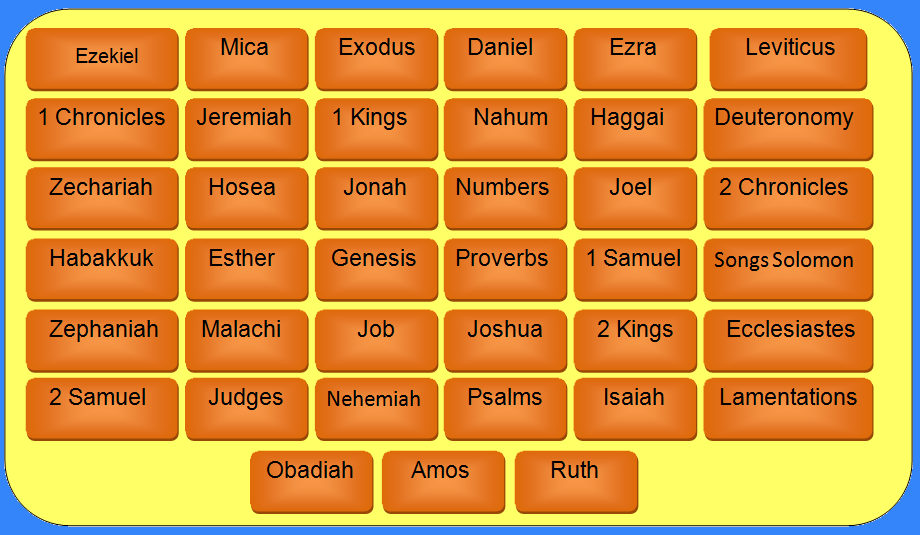 Ezekiel Mica Exodus Daniel Ezra Leviticus
1 Chronicles Jeremiah 1 Kings Nahum Haggai Deuteronomy
Zechariah Hosea Jonah Numbers Joel 2 Chronicles
Habakkuk Esther Genesis Proverbs 1 Samuel Songs Solomon
Zephaniah Malachi Job Joshua 2 Kings Ecclesiastes
2 Samuel Judges Nehemiah Psalms Isaiah Lamentations
Obadiah Amos Ruth